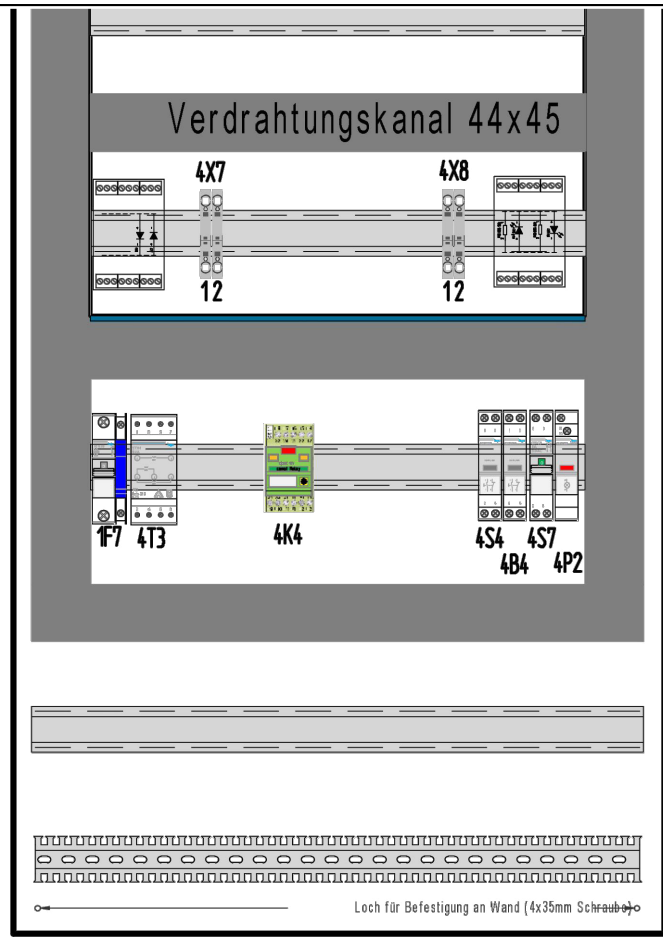 Verdrahtungskanal 44x45
4X7 4X8
12 12
1F7 4T3 4K4 4S4 4B4 4S7 4P2
Loch für Befestigung an Wand (4x35mm Schraube)